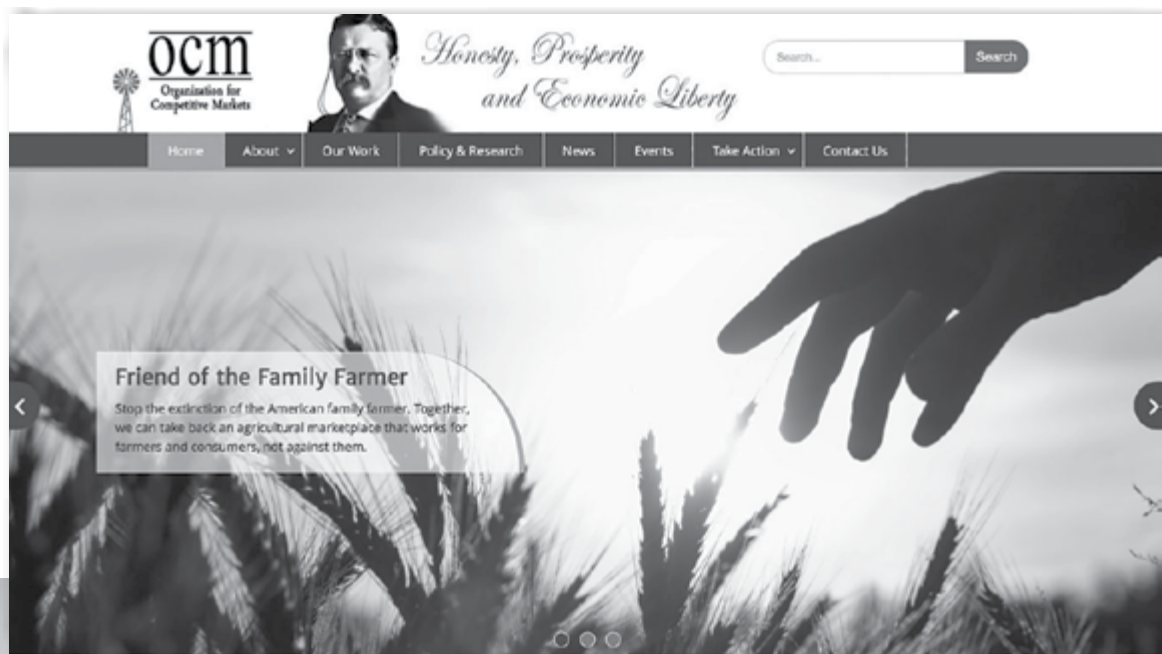 ocm
Organization for
Competitive Markets
Honesty, Prosperity
and Economic Liberty
Search...
Search
Home
About
Our Work
Policy & Research
News
Events
Take Action
Contact Us
Friend of the Family Farmer
Stop the extinction of the American family farmer. Together,
we can take back an agricultural marketplace that works for
farmers and consumers, not against them.